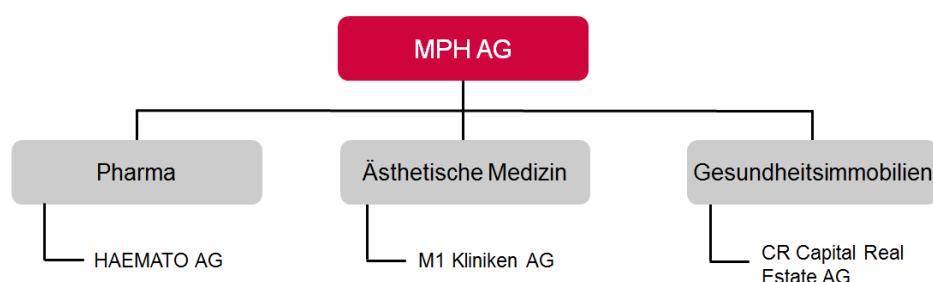 MPH AG
Pharma
Ästhetische Medizin
Gesundheitsimmobilien
HAEMATO AG
M1 Kliniken AG
CR Capital Real
Estate AG